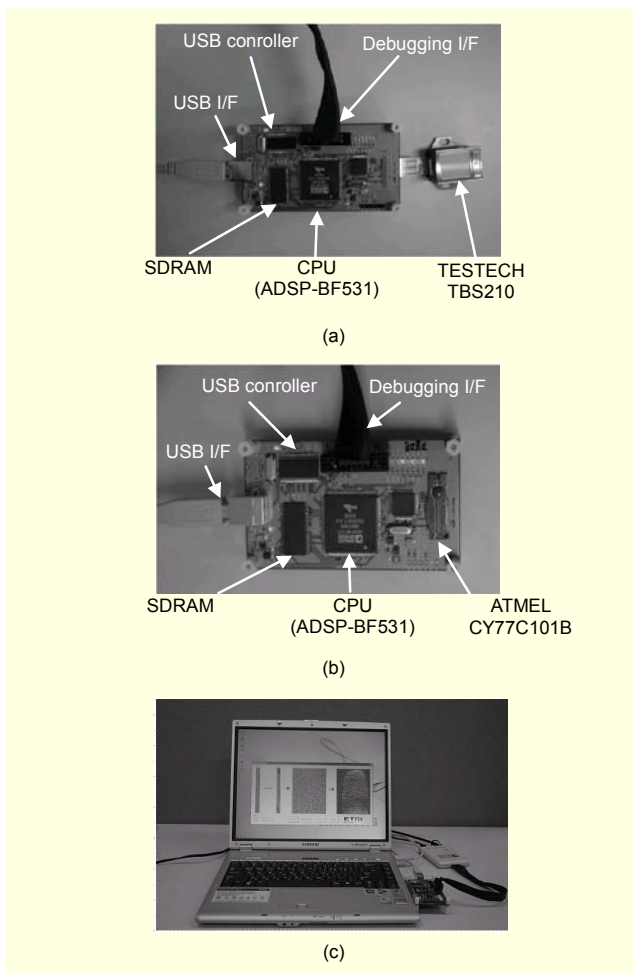 USB conroller
Debugging I/F
USB I/F
SDRAM
CPU
(ADSP-BF531)
TESTECH
TBS210
(a)
USB conroller
Debugging I/F
USB I/F
SDRAM
CPU
(ADSP-BF531)
ATMEL
CY77C101B
(b)
ETRI
SAMSUNG
(c)